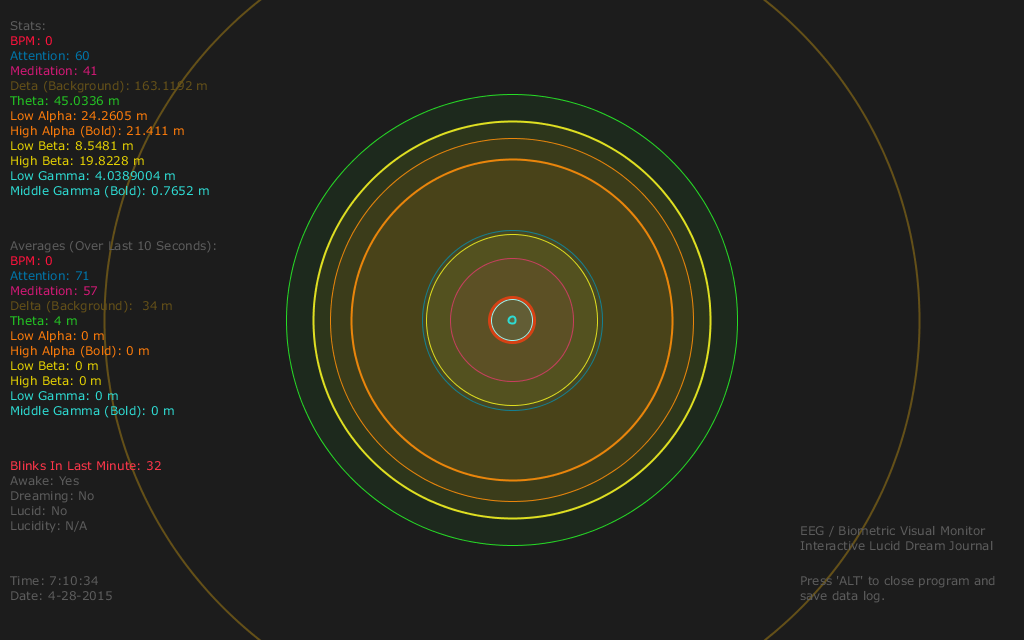 Stats:
BPM: 0
Attention: 60
Meditation: 41
Deta (Background): 163.1192 m
Theta: 45.0336 m
Low Alpha: 24.2605 m
High Alpha (Bold): 21.411 m
Low Beta: 8.5481 m
High Beta: 19.8228 m
Low Gamma: 4.0389004 m
Middle Gamma (Bold): 0.7652 m
Averages (Over Last 10 Seconds):
BPM: 0
Attention: 71
Meditation: 57
Delta (Background):  34 m
Theta: 4 m
Low Alpha: 0 m
High Alpha (Bold): 0 m
Low Beta: 0 m
High Beta: 0 m
Low Gamma: 0 m
Middle Gamma (Bold): 0 m
Blinks In Last Minute: 32
Awake: Yes
Dreaming: No
Lucid: No
Lucidity: N/A
Time: 7:10:34
Date: 4-28-2015
EEG / Biometric Visual Monitor
Interactive Lucid Dream Journal
Press 'ALT' to close program and
save data log.